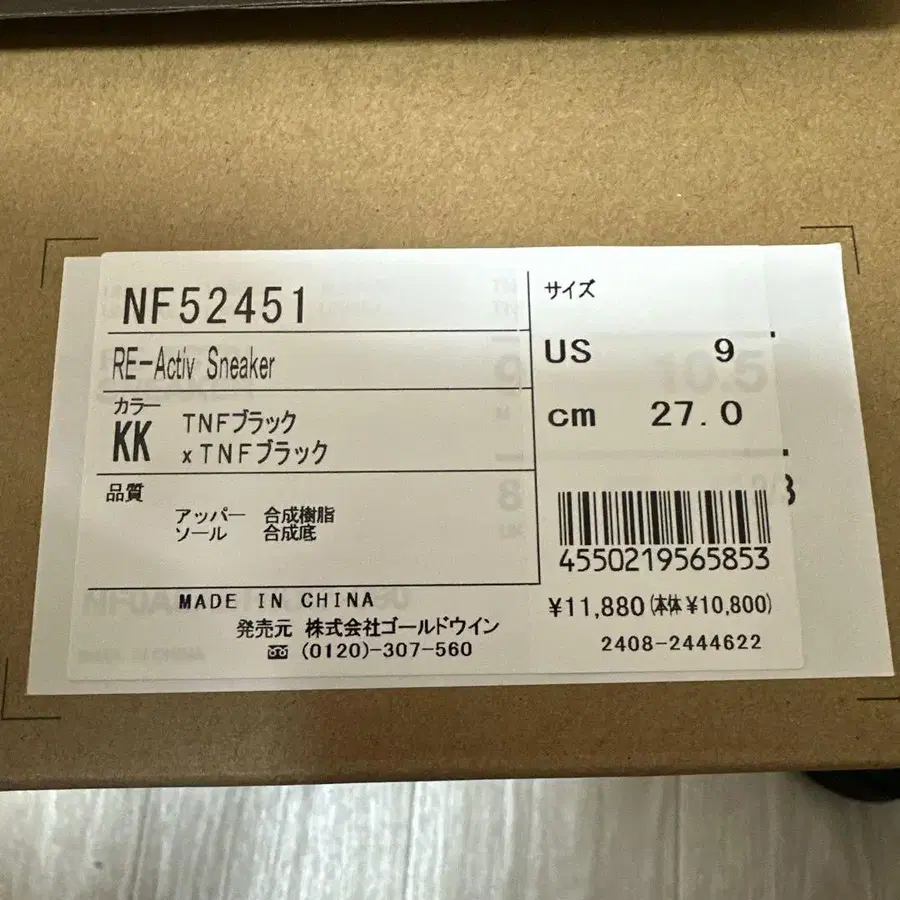 NF52451
RE-Activ Sneaker
カラー
KK
TNFブラック
xTNFブラック
品質
アッパー 合成樹脂
ソール 合成底
MADE IN CHINA
発売元 株式会社ゴールドウイン
(0120)-307-560
サイズ
US 9
cm 27.0
4550219565853
¥11,880(本体¥10,800)
2408-2444622
10.5